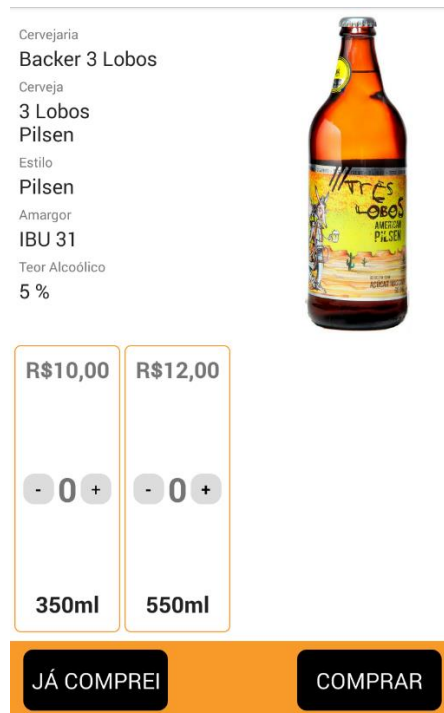 Cervejaria
Backer 3 Lobos
Cerveja
3 Lobos
Pilsen
Estilo
Pilsen
Amargor
IBU 31
Teor Alcoólico
5 %
TRÊS
LOBOS
AMERICAN
PILSEN
R$10,00 R$12,00
- 0 + - 0 +
350ml 550ml
JÁ COMPREI COMPRAR